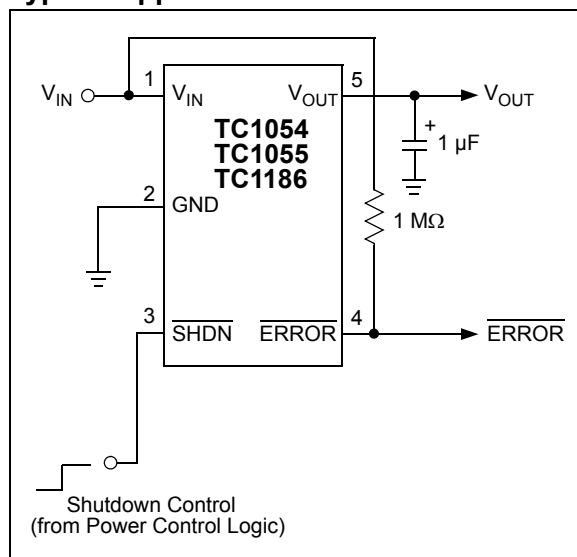 V_IN
1
V_IN
V_OUT
5
V_OUT
TC1054
TC1055
TC1186
+
1 µF
2
GND
1 MΩ
3
SHDN
ERROR
4
ERROR
Shutdown Control
(from Power Control Logic)